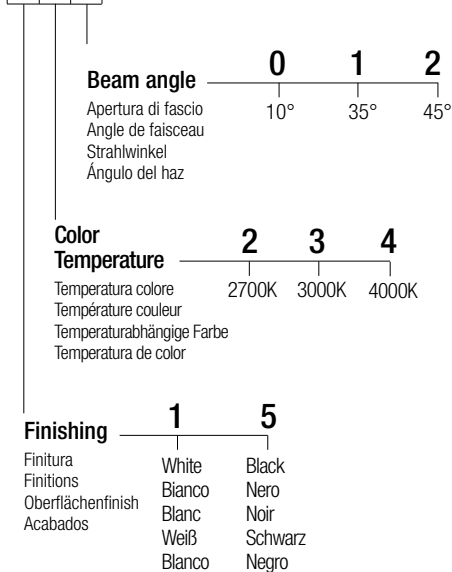 Beam angle 0 1 2
Apertura di fascio 10° 35° 45°
Angle de faisceau
Strahlwinkel
Ángulo del haz
Color
Temperature 2 3 4
Temperatura colore 2700K 3000K 4000K
Température couleur
Temperaturabhängige Farbe
Temperatura de color
Finishing 1 5
Finitura White Black
Finitions Bianco Nero
Oberflächenfinish Blanc Noir
Acabados Weiß Schwarz
Blanco Negro